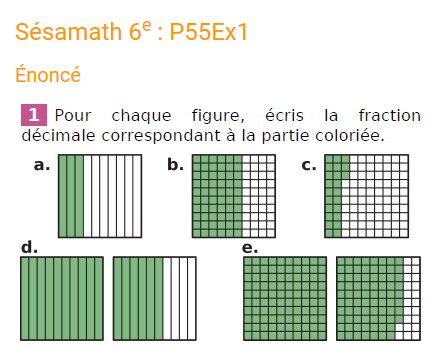 Sésamath 6e : P55Ex1
Énoncé
1 Pour chaque figure, écris la fraction
décimale correspondant à la partie coloriée.
a. b. c.
d. e.